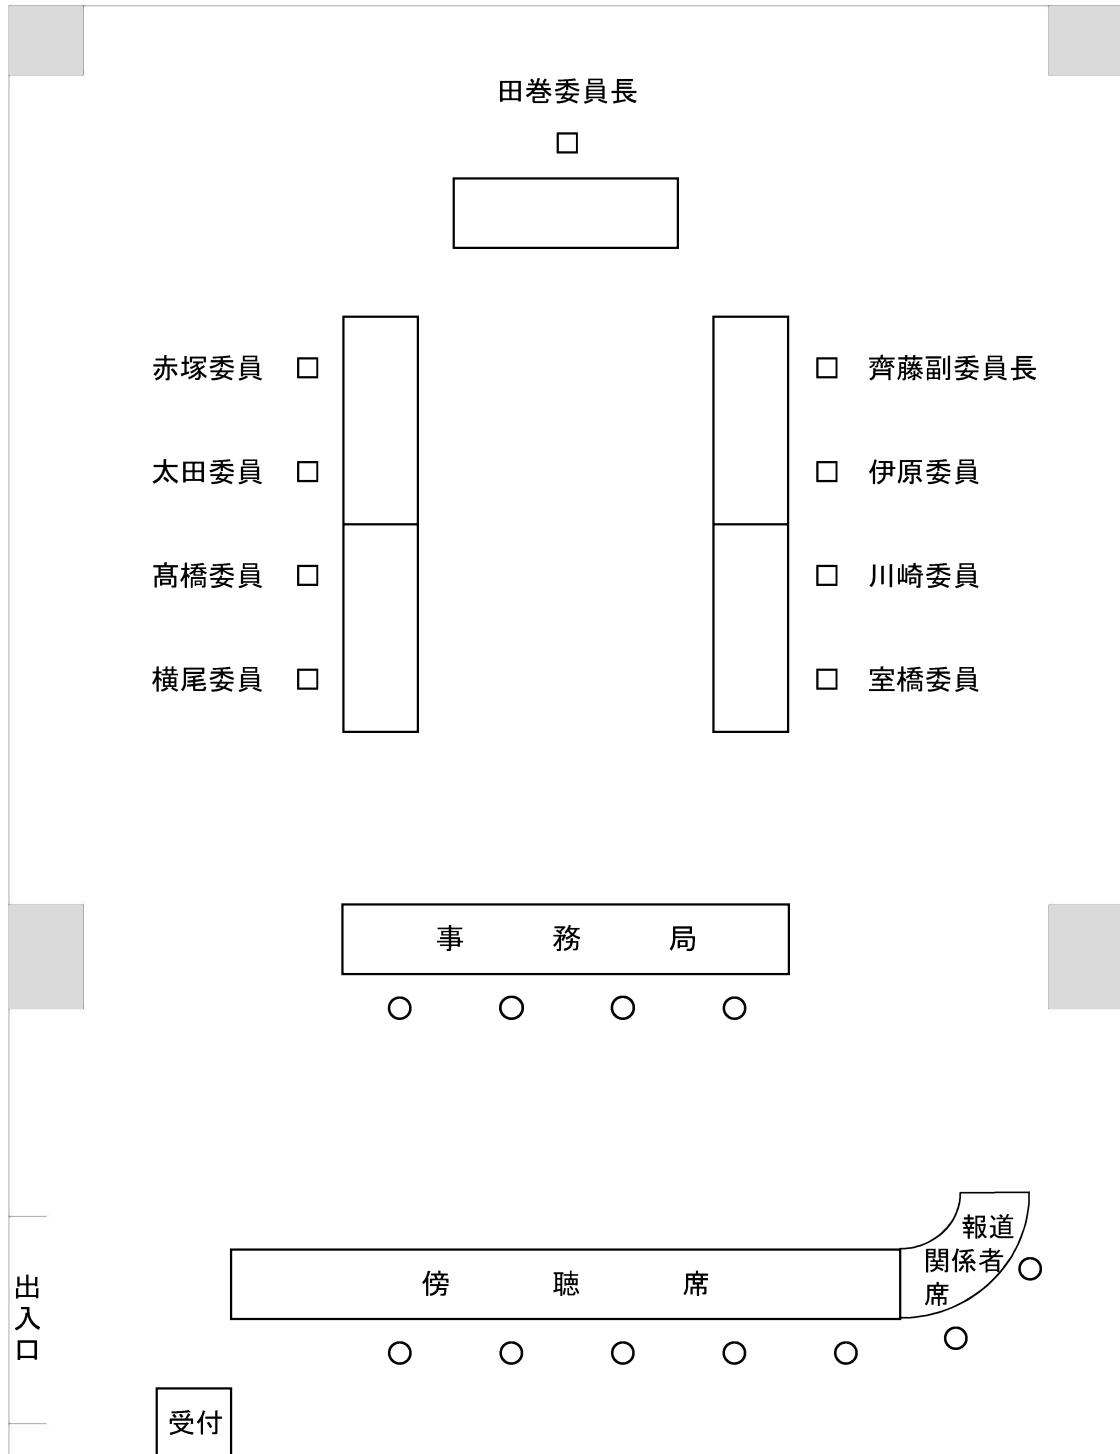 田巻委員長
赤塚委員 齊藤副委員長
太田委員 伊原委員
髙橋委員 川崎委員
横尾委員 室橋委員
事務局
報道
関係者
席
傍聴席
出入口
受付